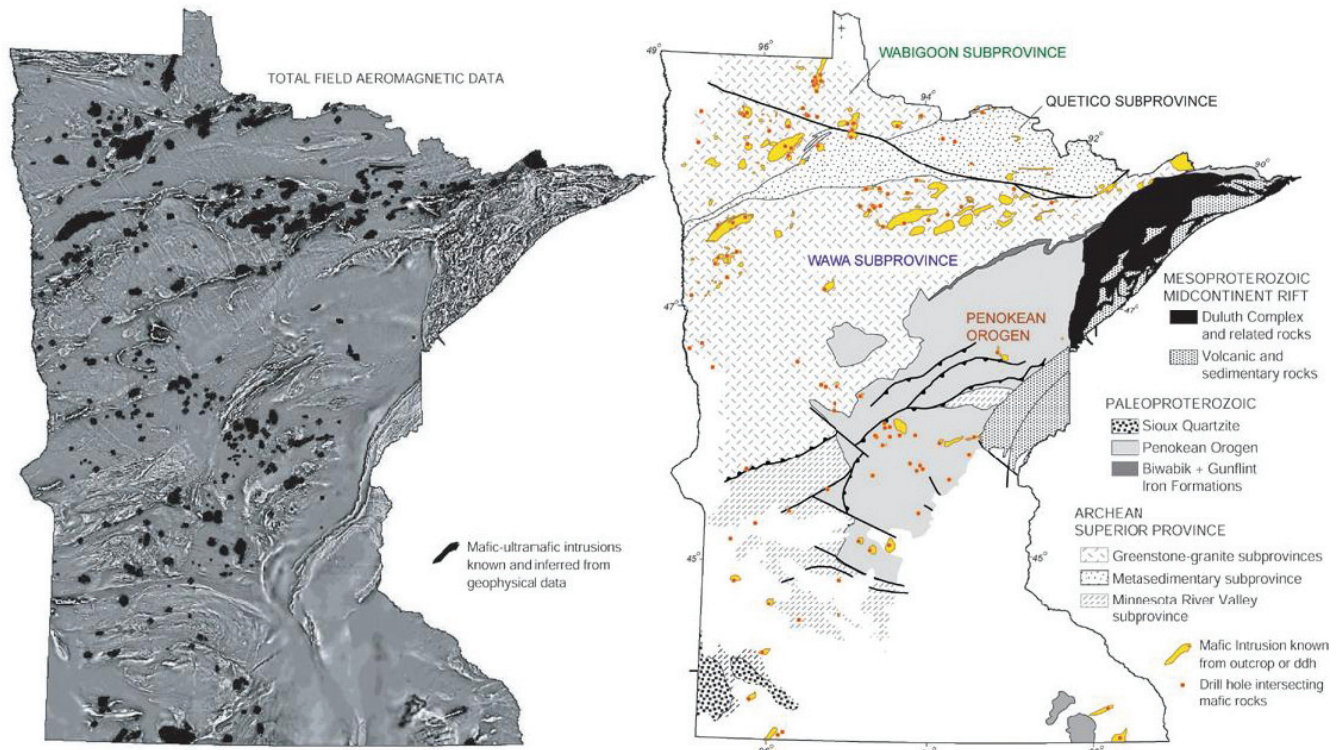 TOTAL FIELD AEROMAGNETIC DATA
Mafic-ultramafic intrusions
known and inferred from
geophysical data
49°
96°
WABIGOON SUBPROVINCE
94°
QUETICO SUBPROVINCE
92°
90°
WAWA SUBPROVINCE
47°
47°
PENOKEAN
OROGEN
MESOPROTEROZOIC
MIDCONTINENT RIFT
Duluth Complex
and related rocks
Volcanic and
sedimentary rocks
PALEOPROTEROZOIC
Sioux Quartzite
Penokean Orogen
Biwabik + Gunflint
Iron Formations
ARCHEAN
SUPERIOR PROVINCE
Greenstone-granite subprovinces
Metasedimentary subprovince
Minnesota River Valley
subprovince
45°
45°
Mafic Intrusion known
from outcrop or ddh
Drill hole intersecting
mafic rocks